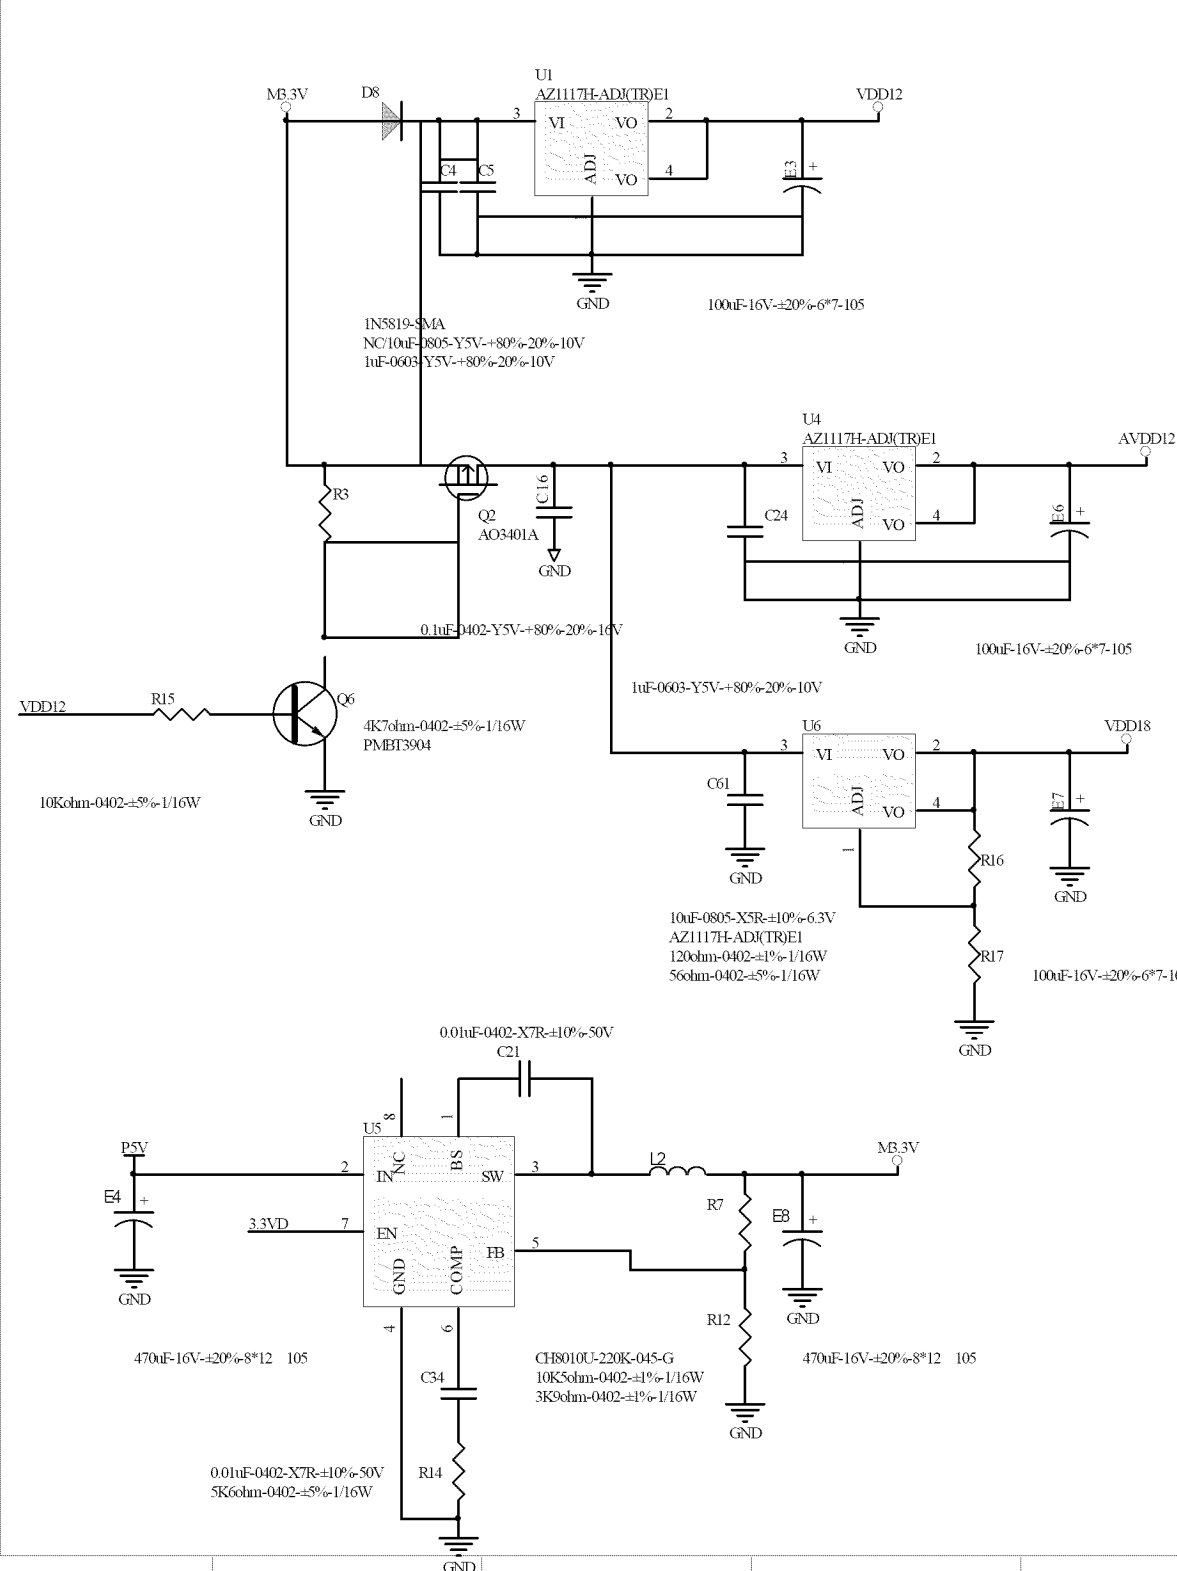 U1
M3.3V
D8
AZ1117H-ADJ(TR)E1
VDD12
3
VI
VO
2
C4
C5
ADJ
VO
4
E3
+
GND
100uF-16V-±20%-6*7-105
1N5819-SMA
NC/10uF-0805-Y5V-+80%-20%-10V
1uF-0603-Y5V-+80%-20%-10V
U4
AZ1117H-ADJ(TR)E1
AVDD12
3
VI
VO
2
R3
C16
Q2
AO3401A
C24
ADJ
VO
4
E6
+
GND
0.1uF-0402-Y5V-+80%-20%-16V
GND
100uF-16V-±20%-6*7-105
1uF-0603-Y5V-+80%-20%-10V
VDD12
R15
Q6
4K7ohm-0402-±5%-1/16W
PMBT3904
U6
VDD18
3
VI
VO
2
C61
ADJ
VO
4
E7
+
10Kohm-0402-±5%-1/16W
GND
1
R16
GND
GND
10uF-0805-X5R-±10%-6.3V
AZ1117H-ADJ(TR)E1
120ohm-0402-±1%-1/16W
56ohm-0402-±5%-1/16W
R17
100uF-16V-±20%-6*7-10
GND
0.01uF-0402-X7R-±10%-50V
C21
8
1
U5
P5V
2
IN
NC
BS
SW
3
L2
M3.3V
E4
+
R7
E8
+
3.3VD
7
EN
FB
5
GND
COMP
GND
4
6
R12
GND
470uF-16V-±20%-8*12 105
CH8010U-220K-045-G
10K5ohm-0402-±1%-1/16W
3K9ohm-0402-±1%-1/16W
470uF-16V-±20%-8*12 105
C34
GND
0.01uF-0402-X7R-±10%-50V
5K6ohm-0402-±5%-1/16W
R14
GND